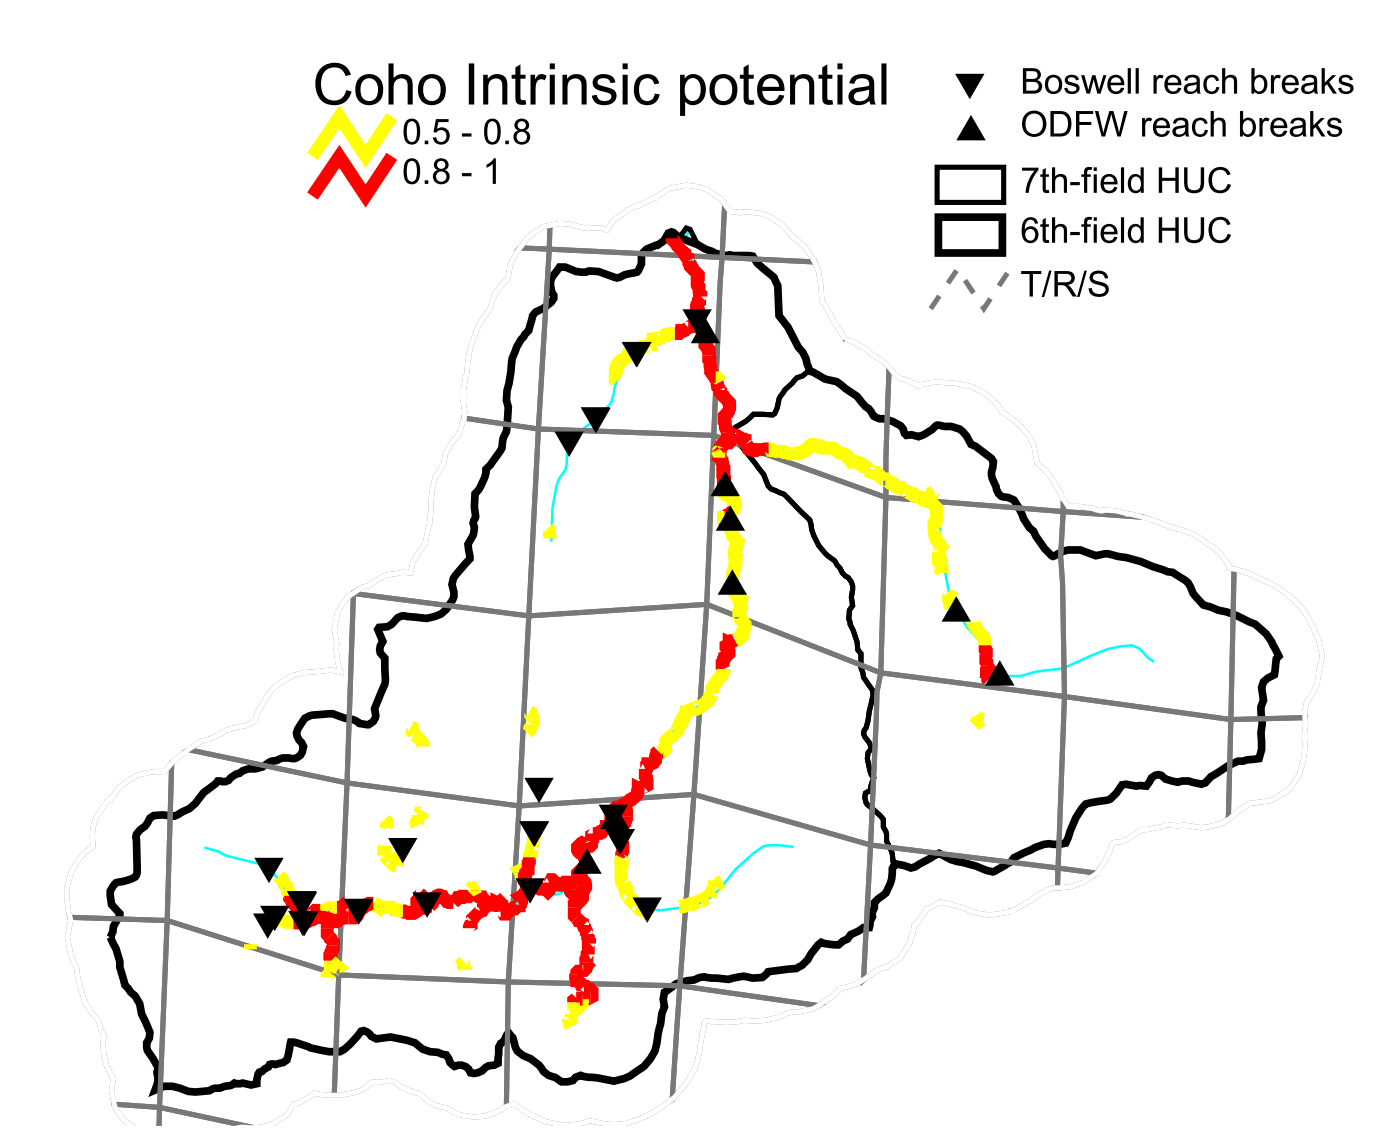 Coho Intrinsic potential
0.5 - 0.8
0.8 - 1
Boswell reach breaks
ODFW reach breaks
7th-field HUC
6th-field HUC
T/R/S